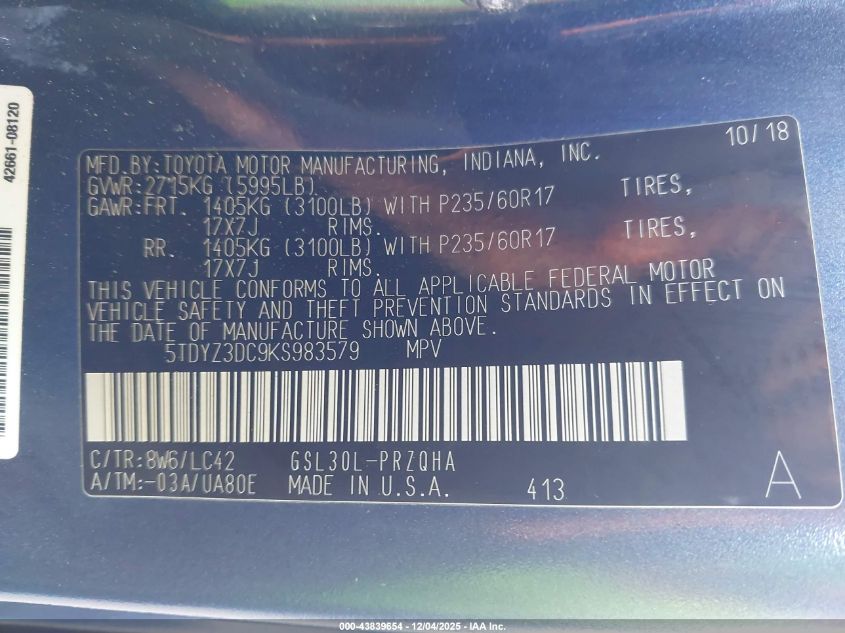 42661-08120
10/18
MFD.BY:TOYOTA MOTOR MANUFACTURING, INDIANA, INC.
GVWR:2715KG (5995LB)
GAWR:FRT. 1405KG (3100LB) WITH P235/60R17 TIRES,
17X7J RIMS.
RR. 1405KG (3100LB) WITH P235/60R17 TIRES,
17X7J RIMS.
THIS VEHICLE CONFORMS TO ALL APPLICABLE FEDERAL MOTOR
VEHICLE SAFETY AND THEFT PREVENTION STANDARDS IN EFFECT ON
THE DATE OF MANUFACTURE SHOWN ABOVE.
5TDYZ3DC9KS983579 MPV
C/TR:8W6/LC42 GSL30L-PRZQHA
A/TM:-03A/UA80E MADE IN U.S.A. 413 A
000-43839654 - 12/04/2025 - IAA Inc.